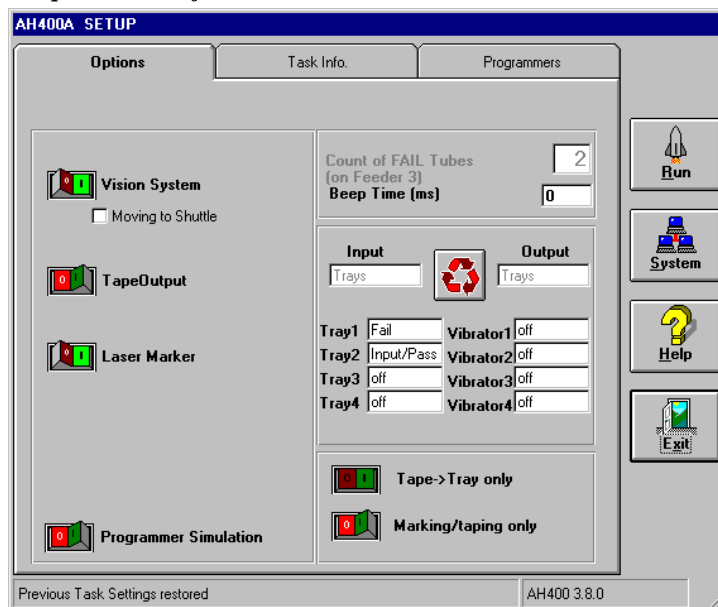 AH400A SETUP
Options
Task Info.
Programmers
Vision System
Moving to Shuttle
TapeOutput
Laser Marker
Programmer Simulation
Count of FAIL Tubes
(on Feeder 3)
2
Beep Time (ms)
0
Input
Output
Trays
Trays
Tray1 Fail Vibrator1 off
Tray2 Input/Pass Vibrator2 off
Tray3 off Vibrator3 off
Tray4 off Vibrator4 off
Tape->Tray only
Marking/taping only
Run
System
Help
Exit
Previous Task Settings restored
AH400 3.8.0